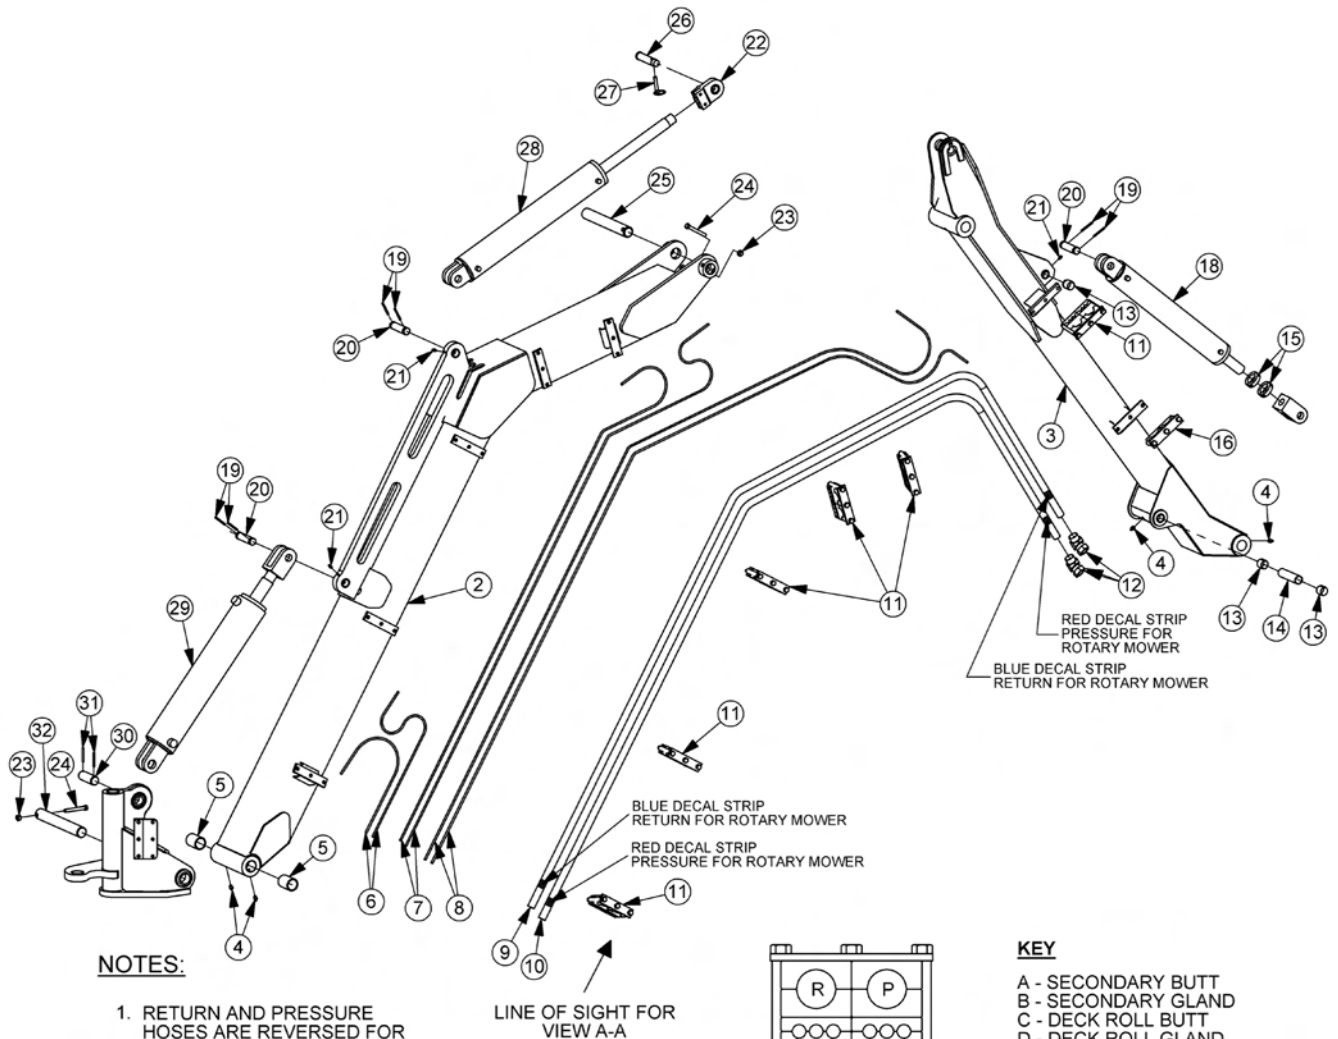 26
22
27
28
25
24
23
19
20
21
19
20
21
2
29
31
30
32
23
24
5
5
4
6
7
8
9
10
11
11
11
12
21
20
19
18
13
11
15
3
16
4
4
13
14
13
RED DECAL STRIP
PRESSURE FOR
ROTARY MOWER
BLUE DECAL STRIP
RETURN FOR ROTARY MOWER
BLUE DECAL STRIP
RETURN FOR ROTARY MOWER
RED DECAL STRIP
PRESSURE FOR ROTARY MOWER
NOTES:
1. RETURN AND PRESSURE
HOSES ARE REVERSED FOR
LINE OF SIGHT FOR
VIEW A-A
R P
KEY
A - SECONDARY BUTT
B - SECONDARY GLAND
C - DECK ROLL BUTT
D - DECK ROLL GLAND